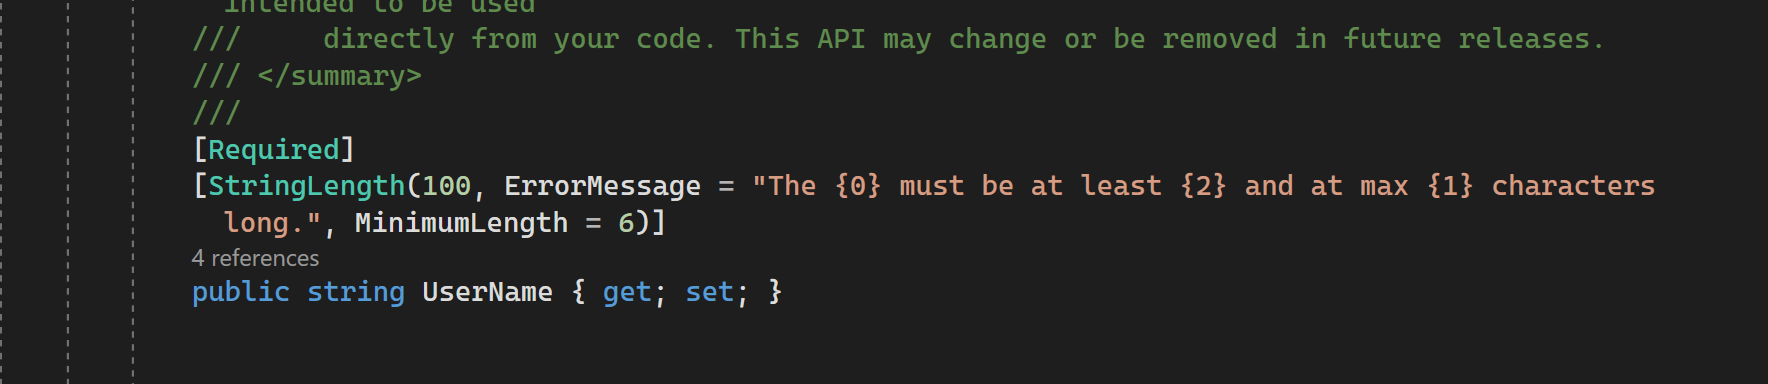 intended to be used
///     directly from your code. This API may change or be removed in future releases.
/// </summary>
///
[Required]
[StringLength(100, ErrorMessage = "The {0} must be at least {2} and at max {1} characters
long.", MinimumLength = 6)]
4 references
public string UserName { get; set; }